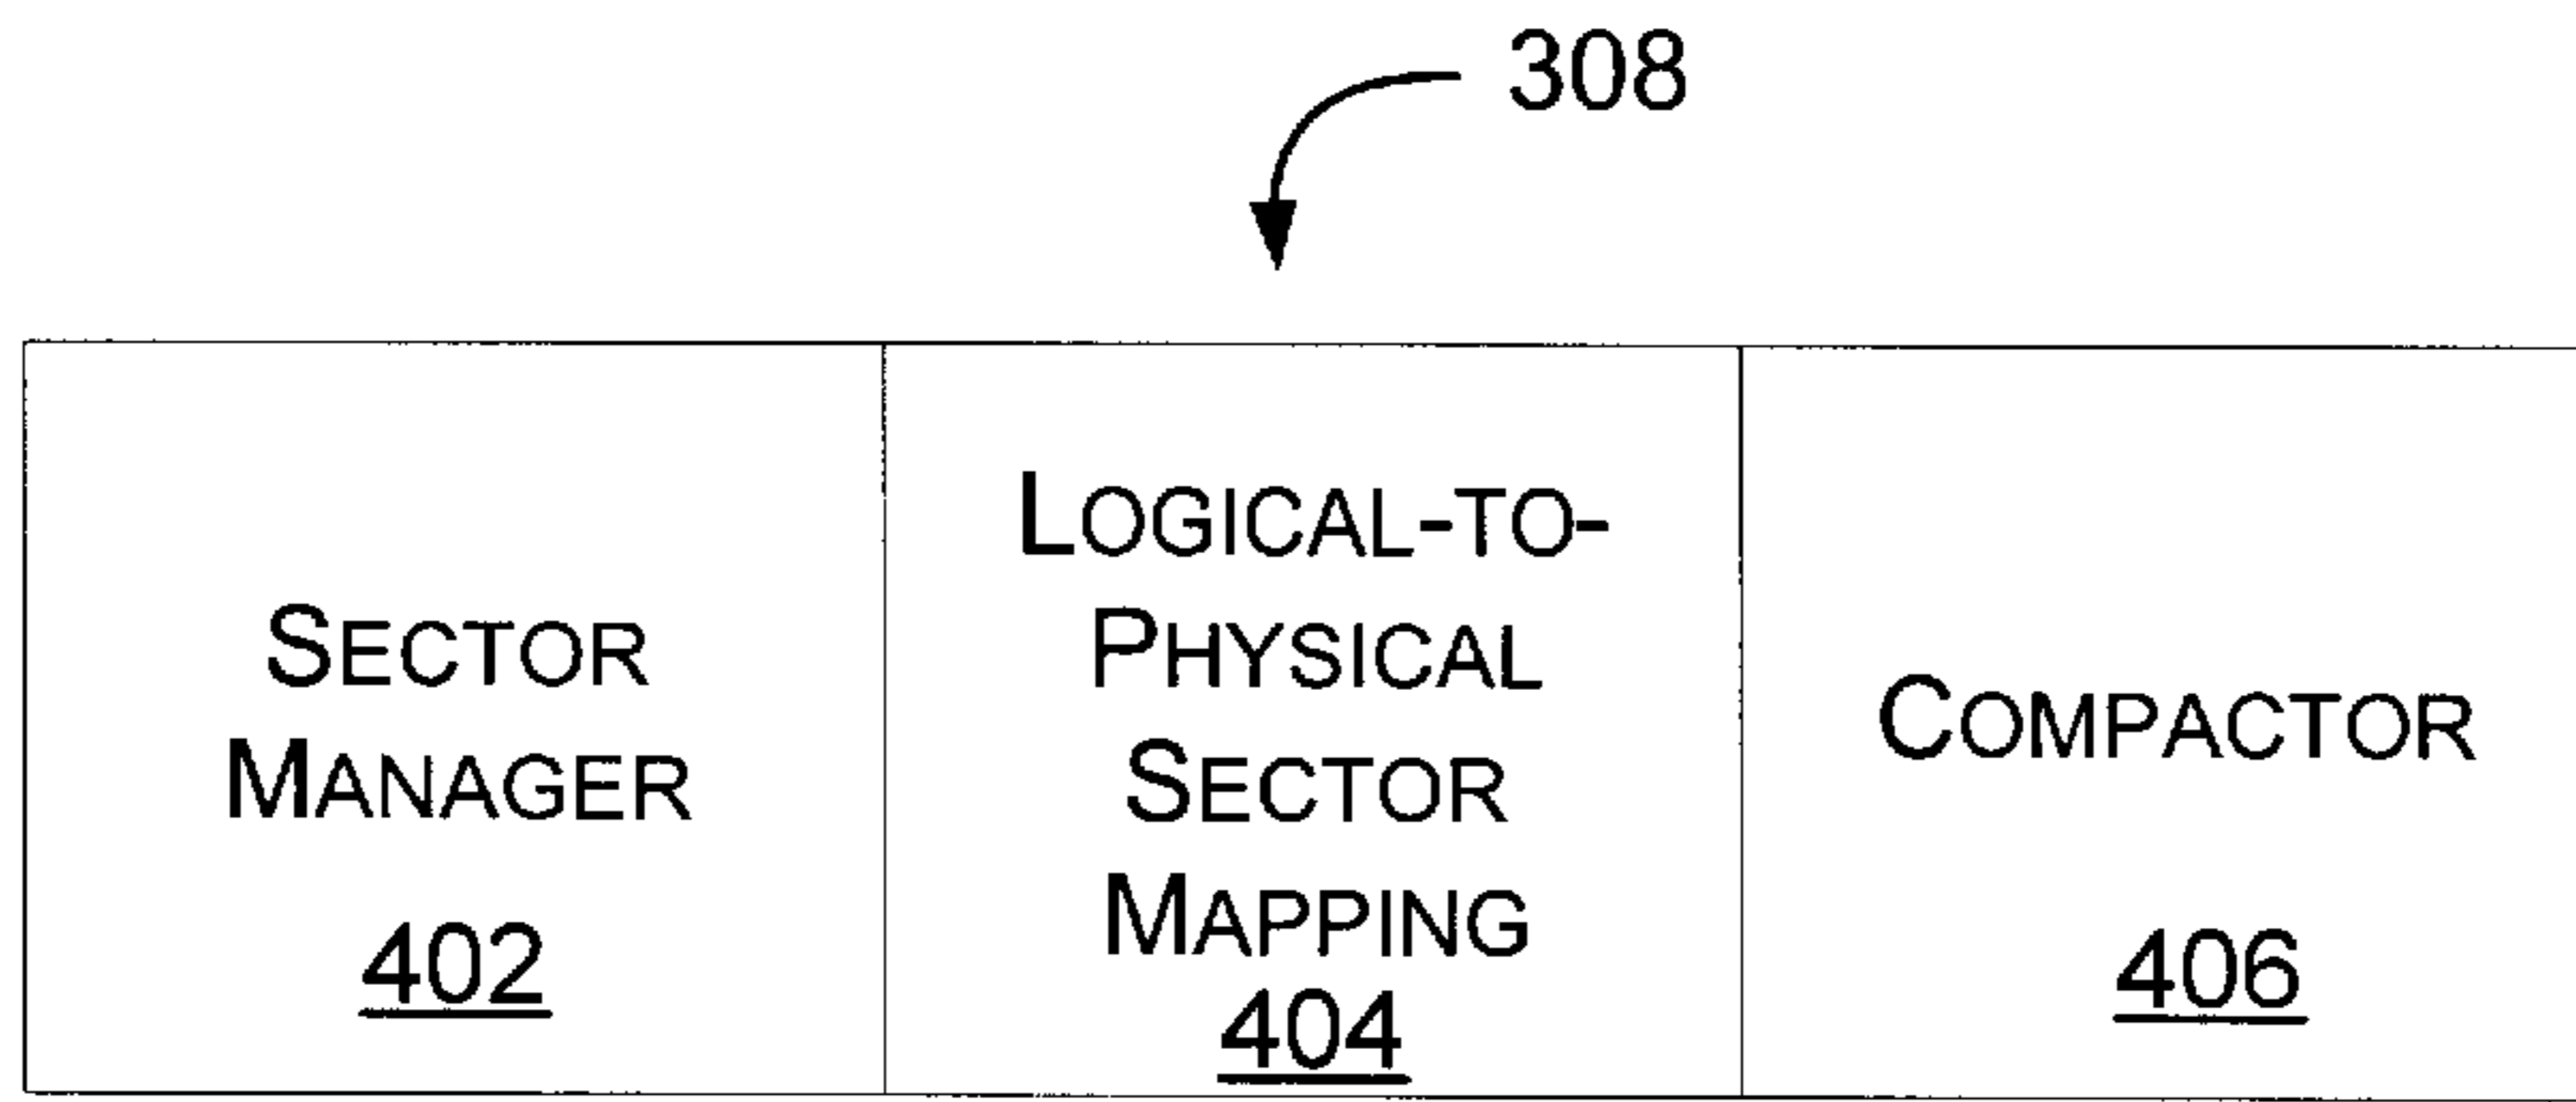 308
SECTOR
MANAGER
402
LOGICAL-TO-
PHYSICAL
SECTOR
MAPPING
404
COMPACTOR
406